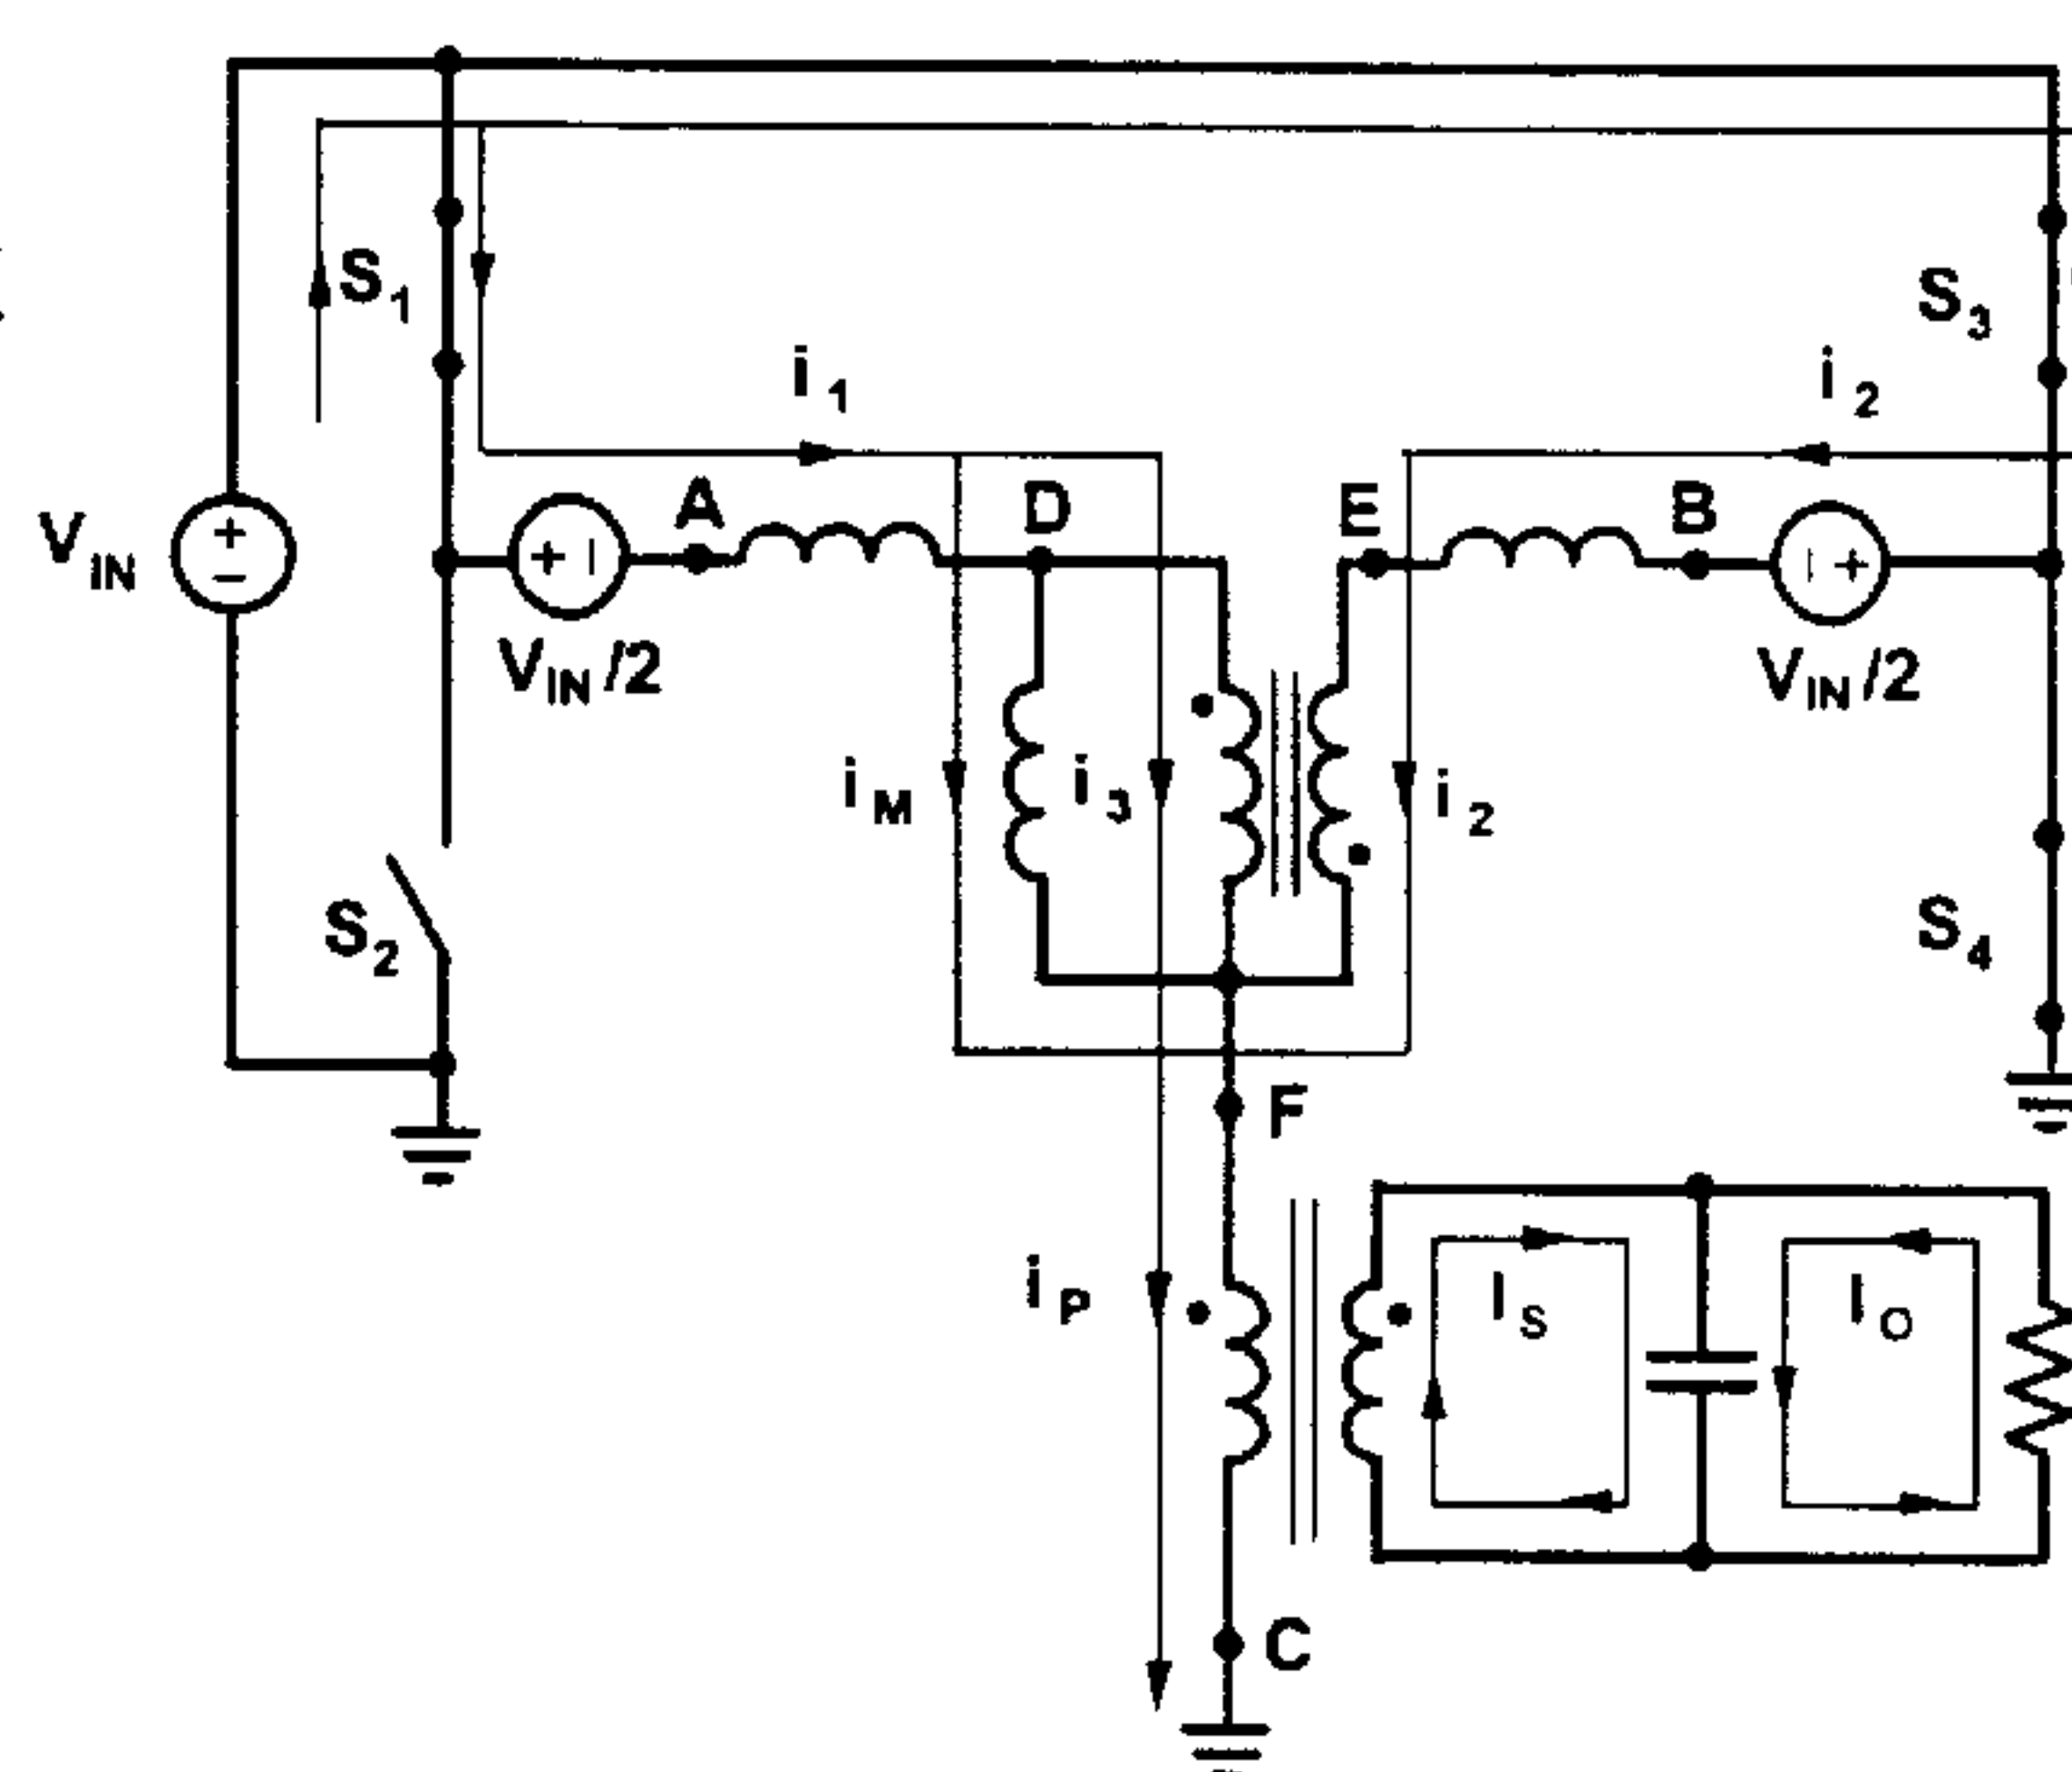 S1
S3
i1
i2
VIN
+
−
+ −
A
D
E
B
− +
VIN/2
VIN/2
iM
i3
i2
S2
S4
F
iP
IS
IO
C